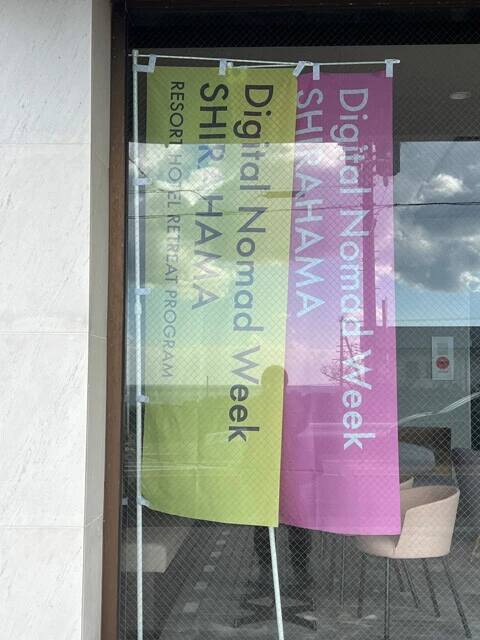 Digital Nomad Week
SHIRAHAMA
RESORT HOTEL RETREAT PROGRAM
Digital Nomad Week
SHIRAHAMA